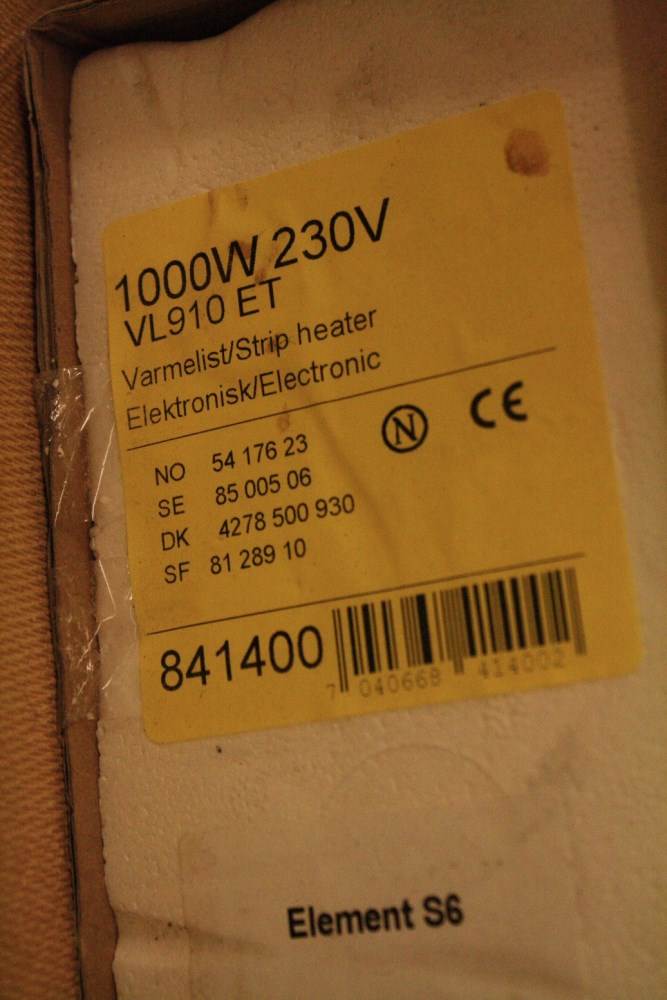 1000W 230V
VL910 ET
Varmelist/Strip heater
Elektronisk/Electronic
N CE
NO 54 176 23
SE 85 005 06
DK 4278 500 930
SF 81 289 10
841400
7 040668 414002
Element S6